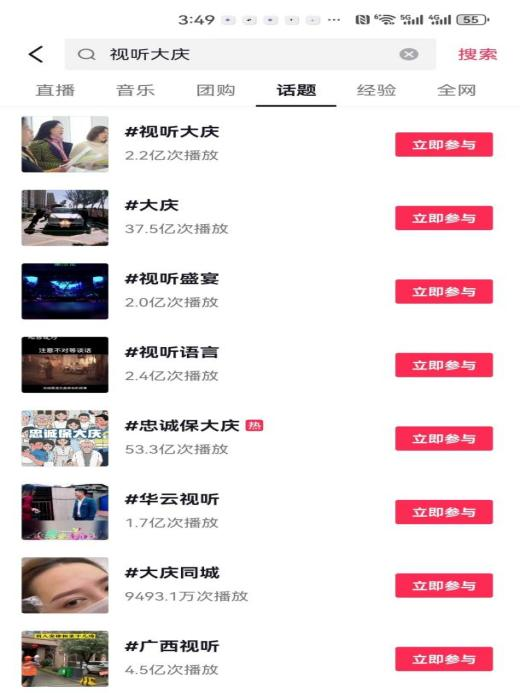 3:49
55
视听大庆
搜索
直播 音乐 团购 话题 经验 全网
#视听大庆
2.2亿次播放
立即参与
#大庆
37.5亿次播放
立即参与
#视听盛宴
2.0亿次播放
立即参与
注意不对等谈话
#视听语言
2.4亿次播放
立即参与
忠诚保大庆
#忠诚保大庆 热
53.3亿次播放
立即参与
#华云视听
1.7亿次播放
立即参与
#大庆同城
9493.1万次播放
立即参与
#广西视听
4.5亿次播放
立即参与